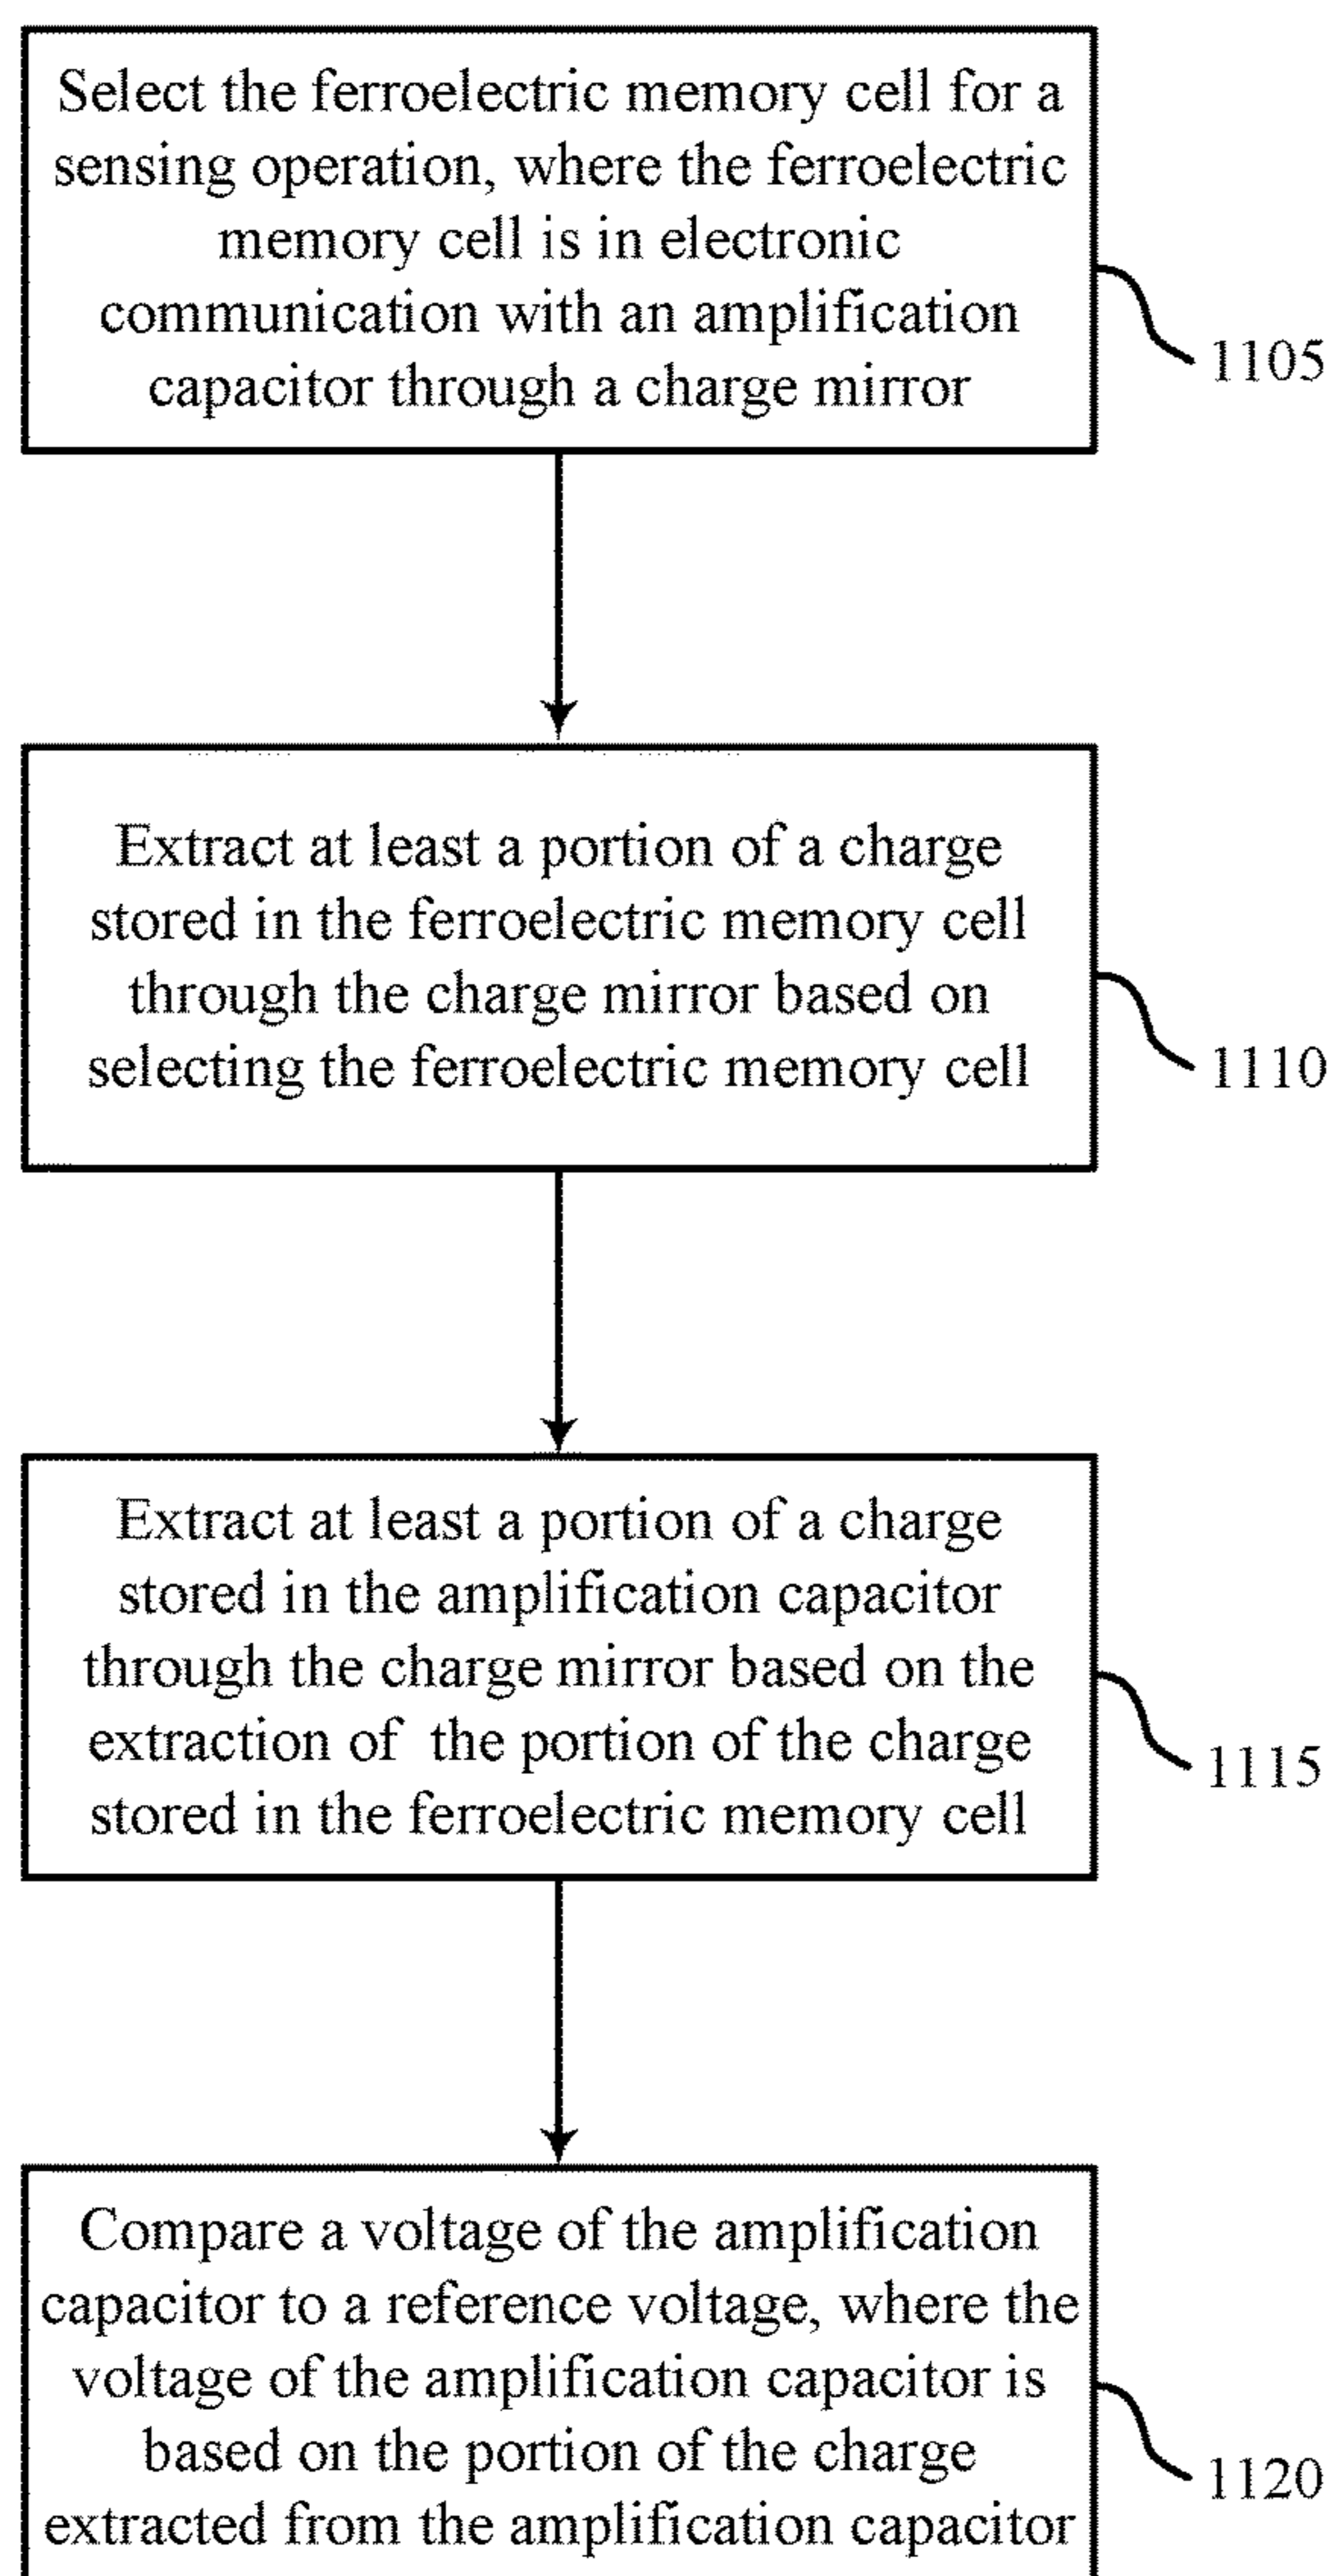 Select the ferroelectric memory cell for a
sensing operation, where the ferroelectric
memory cell is in electronic
communication with an amplification
capacitor through a charge mirror
1105
Extract at least a portion of a charge
stored in the ferroelectric memory cell
through the charge mirror based on
selecting the ferroelectric memory cell
1110
Extract at least a portion of a charge
stored in the amplification capacitor
through the charge mirror based on the
extraction of the portion of the charge
stored in the ferroelectric memory cell
1115
Compare a voltage of the amplification
capacitor to a reference voltage, where the
voltage of the amplification capacitor is
based on the portion of the charge
extracted from the amplification capacitor
1120